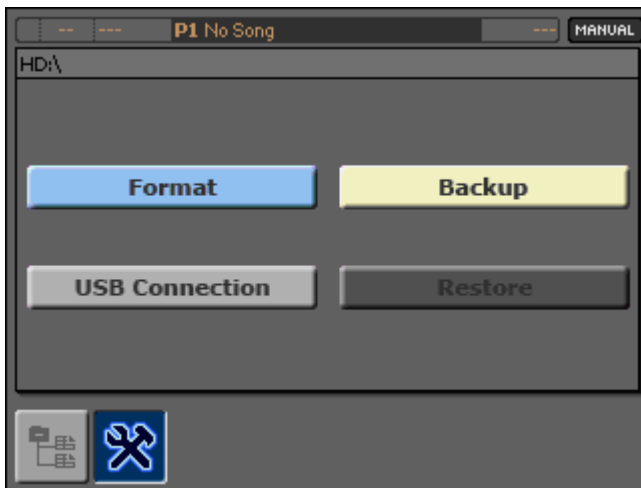 -- --- P1 No Song --- MANUAL
HD:\
Format Backup
USB Connection Restore